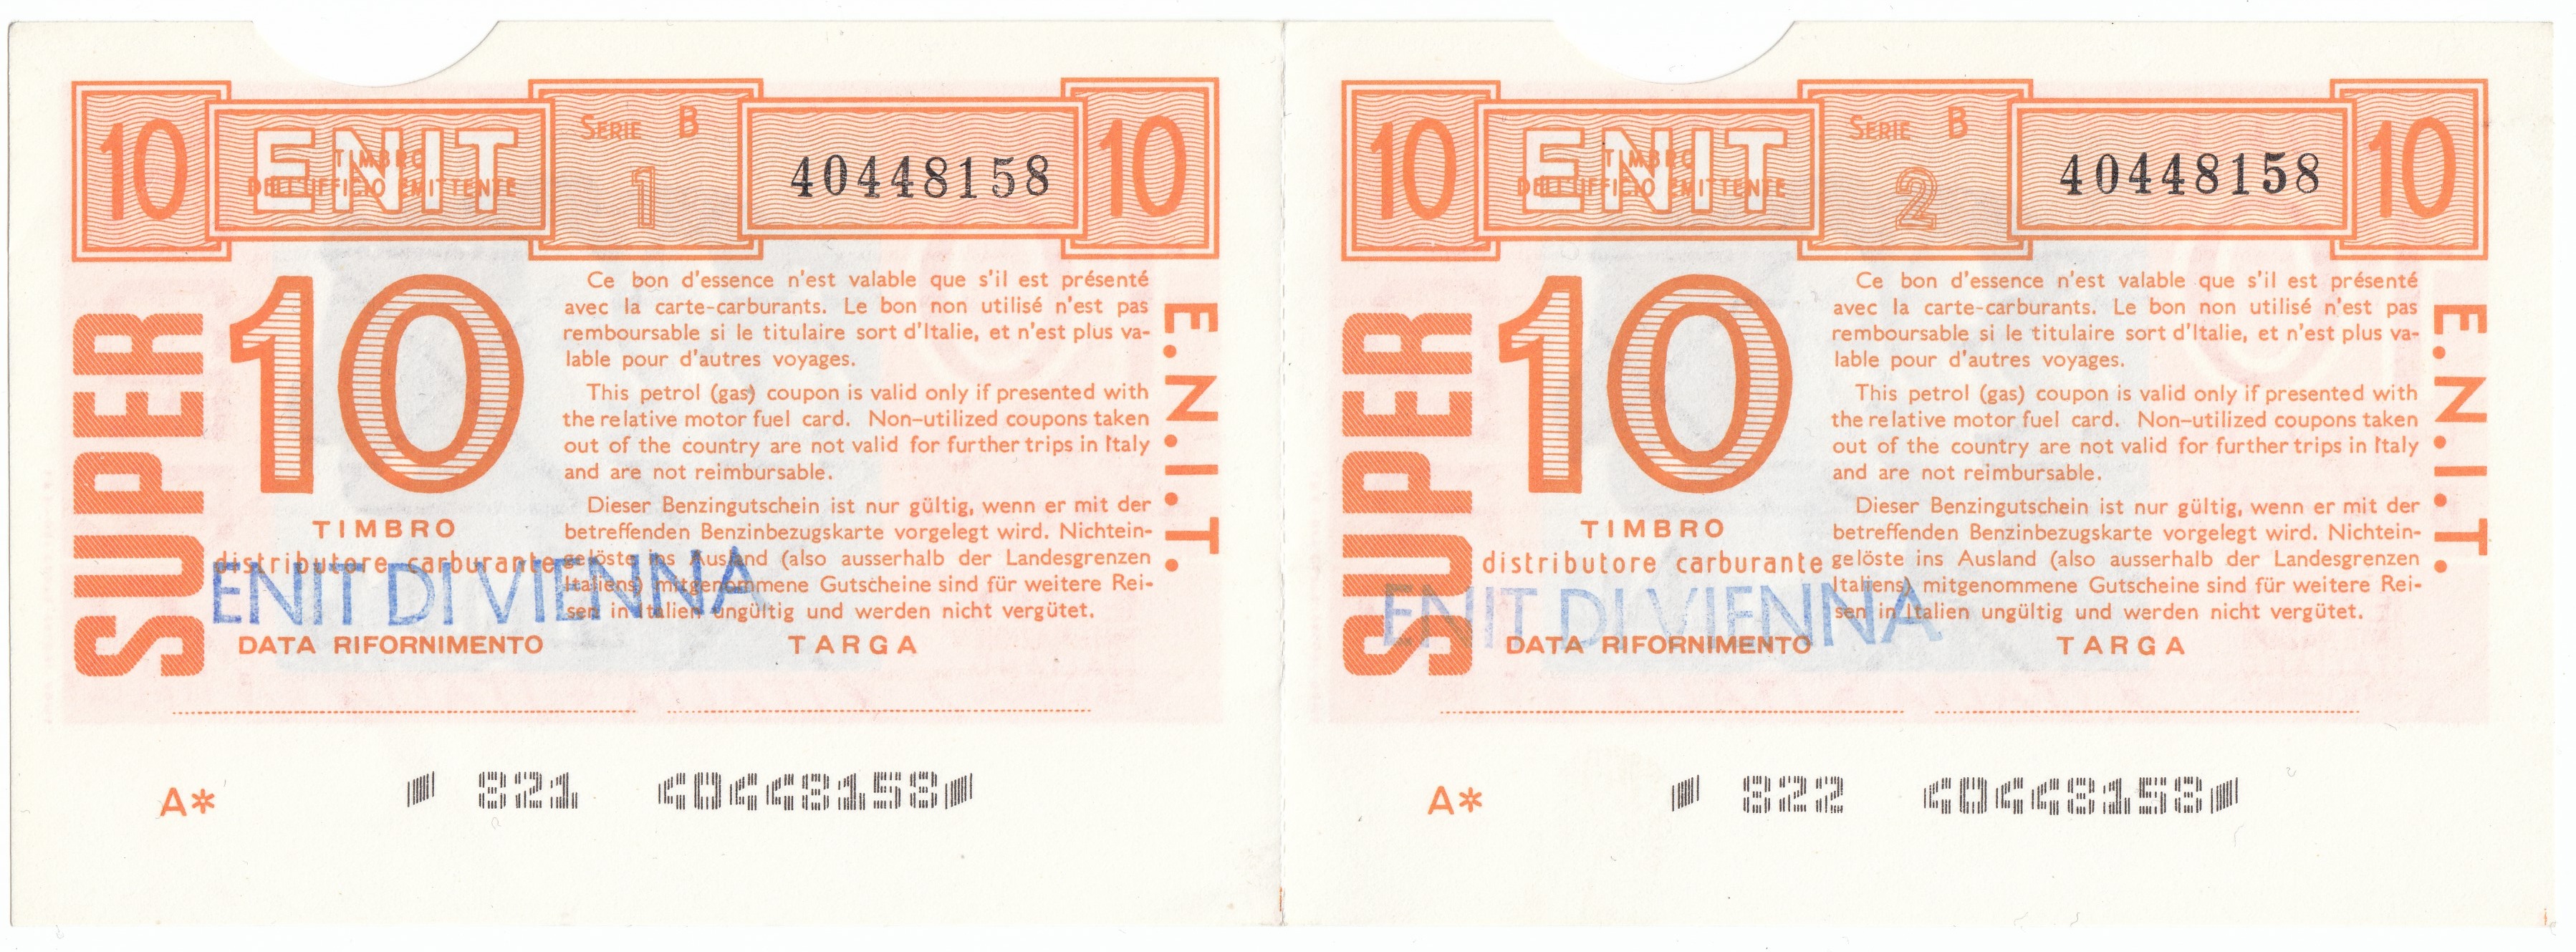 10 ENIT SERIE B 1 40448158 10
TIMBRO
DELL'UFFICIO EMITTENTE
SUPER
10
TIMBRO
distributore carburante
Ce bon d'essence n'est valable que s'il est présenté
avec la carte-carburants. Le bon non utilisé n'est pas
remboursable si le titulaire sort d'Italie, et n'est plus va-
lable pour d'autres voyages.
This petrol (gas) coupon is valid only if presented with
the relative motor fuel card. Non-utilized coupons taken
out of the country are not valid for further trips in Italy
and are not reimbursable.
Dieser Benzingutschein ist nur gültig, wenn er mit der
betreffenden Benzinbezugskarte vorgelegt wird. Nichtein-
gelöste ins Ausland (also ausserhalb der Landesgrenzen
Italiens) mitgenommene Gutscheine sind für weitere Rei-
sen in Italien ungültig und werden nicht vergütet.
E.N.I.T.
ENIT DI VIENNA
DATA RIFORNIMENTO TARGA
A* 821 40448158
10 ENIT SERIE B 2 40448158 10
TIMBRO
DELL'UFFICIO EMITTENTE
SUPER
10
TIMBRO
distributore carburante
Ce bon d'essence n'est valable que s'il est présenté
avec la carte-carburants. Le bon non utilisé n'est pas
remboursable si le titulaire sort d'Italie, et n'est plus va-
lable pour d'autres voyages.
This petrol (gas) coupon is valid only if presented with
the relative motor fuel card. Non-utilized coupons taken
out of the country are not valid for further trips in Italy
and are not reimbursable.
Dieser Benzingutschein ist nur gültig, wenn er mit der
betreffenden Benzinbezugskarte vorgelegt wird. Nichtein-
gelöste ins Ausland (also ausserhalb der Landesgrenzen
Italiens) mitgenommene Gutscheine sind für weitere Rei-
sen in Italien ungültig und werden nicht vergütet.
E.N.I.T.
ENIT DI VIENNA
DATA RIFORNIMENTO TARGA
A* 822 40448158